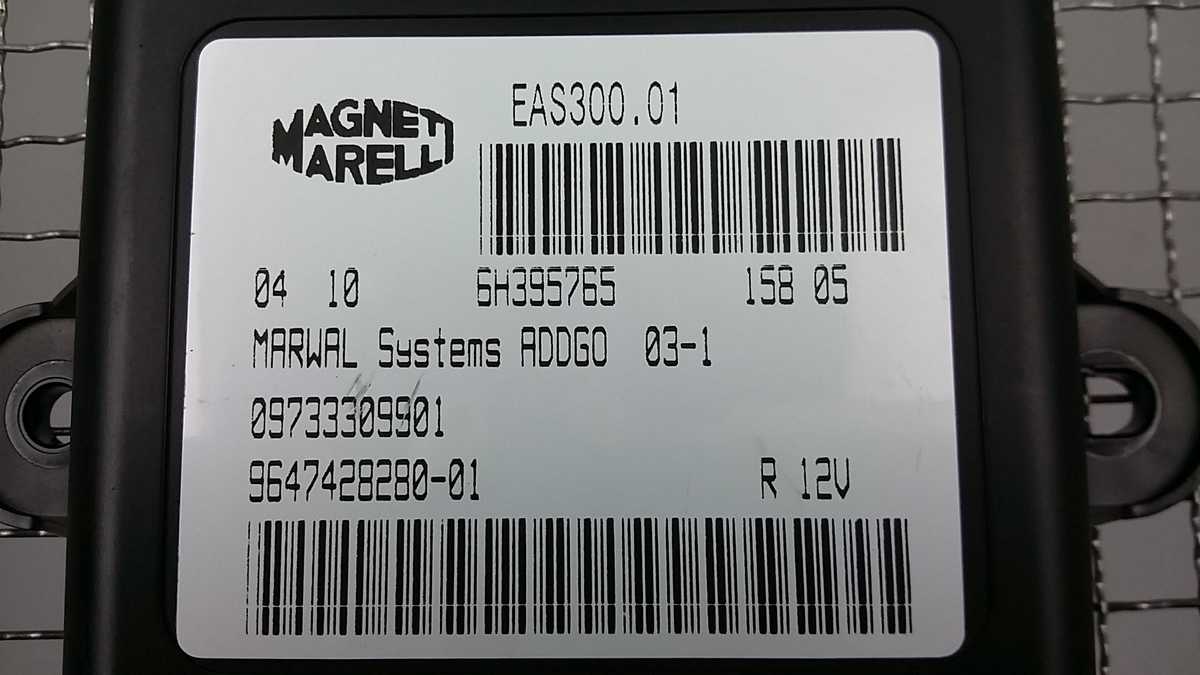 MAGNETI
MARELLI
EAS300.01
04 10 6H395765 158 05
MARWAL Systems ADDGO 03-1
09733309901
9647428280-01 R 12V